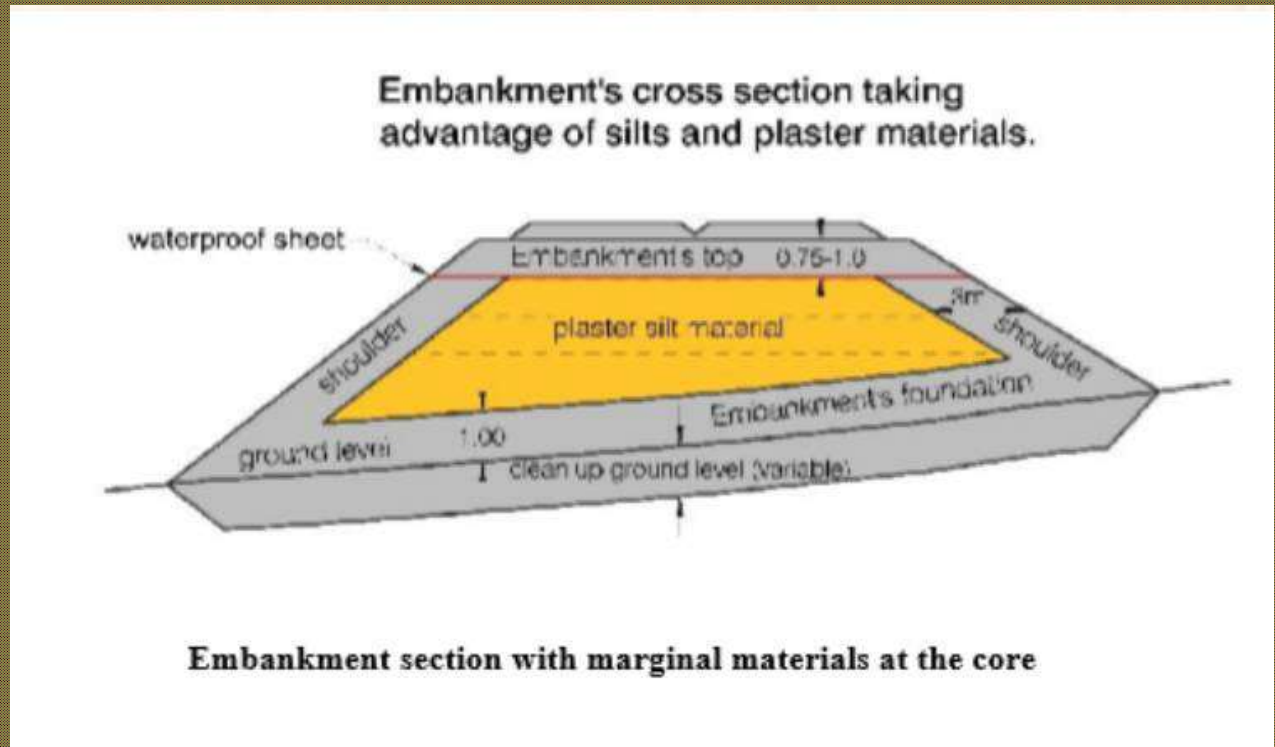 Embankment's cross section taking
advantage of silts and plaster materials.
waterproof sheet
Embankment's top 0.75-1.0
shoulder
plaster silt material
shoulder
Embankment's foundation
1.00
ground level
clean up ground level (variable)
Embankment section with marginal materials at the core